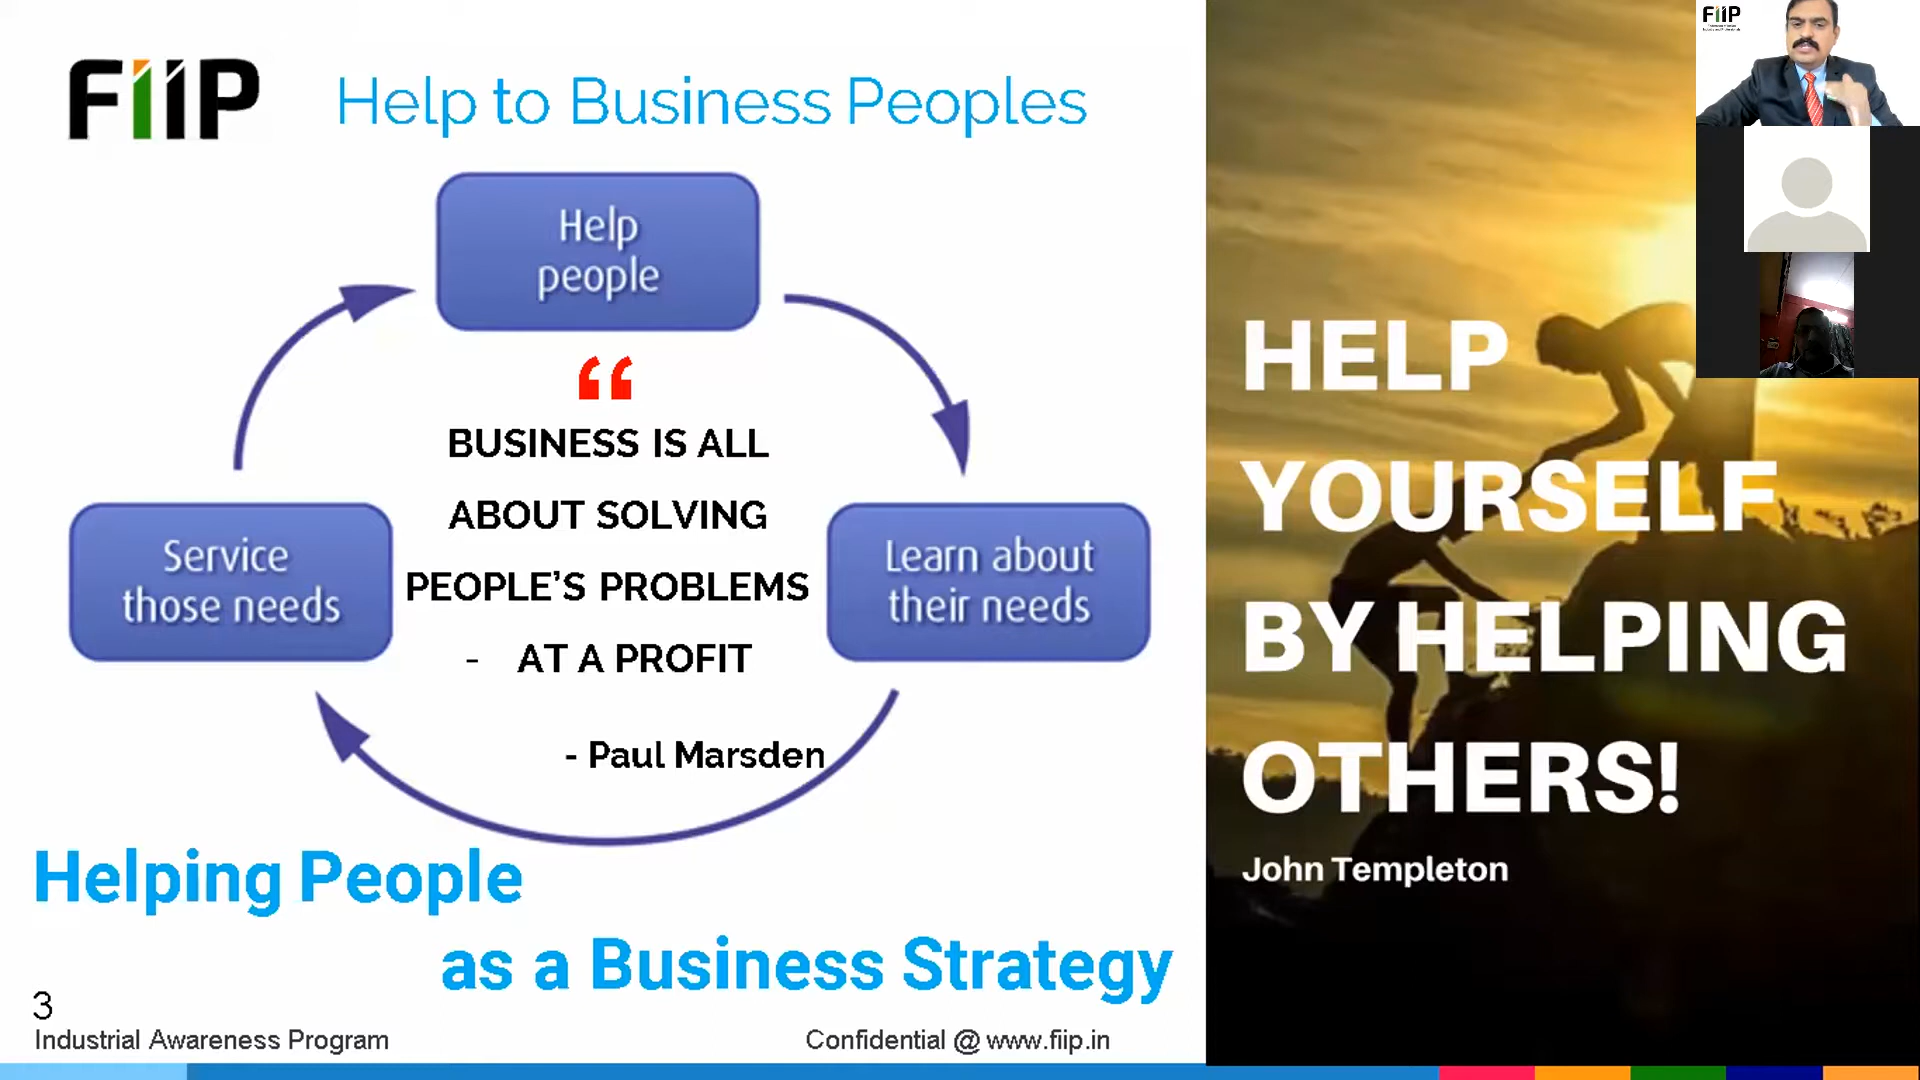 FiiP
Help to Business Peoples
Help
people
“
BUSINESS IS ALL
ABOUT SOLVING
PEOPLE’S PROBLEMS
- AT A PROFIT
- Paul Marsden
Service
those needs
Learn about
their needs
Helping People
as a Business Strategy
3
Industrial Awareness Program
Confidential @ www.fiip.in
HELP
YOURSELF
BY HELPING
OTHERS!
John Templeton
FiiP